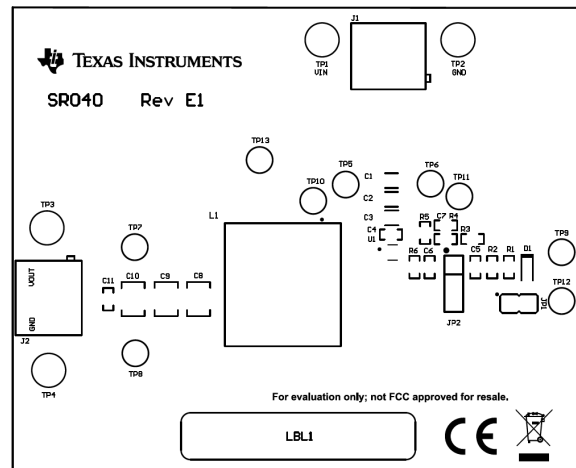 J1
TP1
VIN
TP2
GND
TEXAS INSTRUMENTS
SR040 Rev E1
TP13
TP10
TP5
C1
C2
C3
C4
U1
TP6
TP11
L1
R5
C7
R4
R3
TP3
TP7
TP9
R6
C6
C5
R2
R1
D1
VOUT
GND
J2
C11
C10
C9
C8
JP2
JP1
TP12
TP4
TP8
For evaluation only; not FCC approved for resale.
LBL1
CE